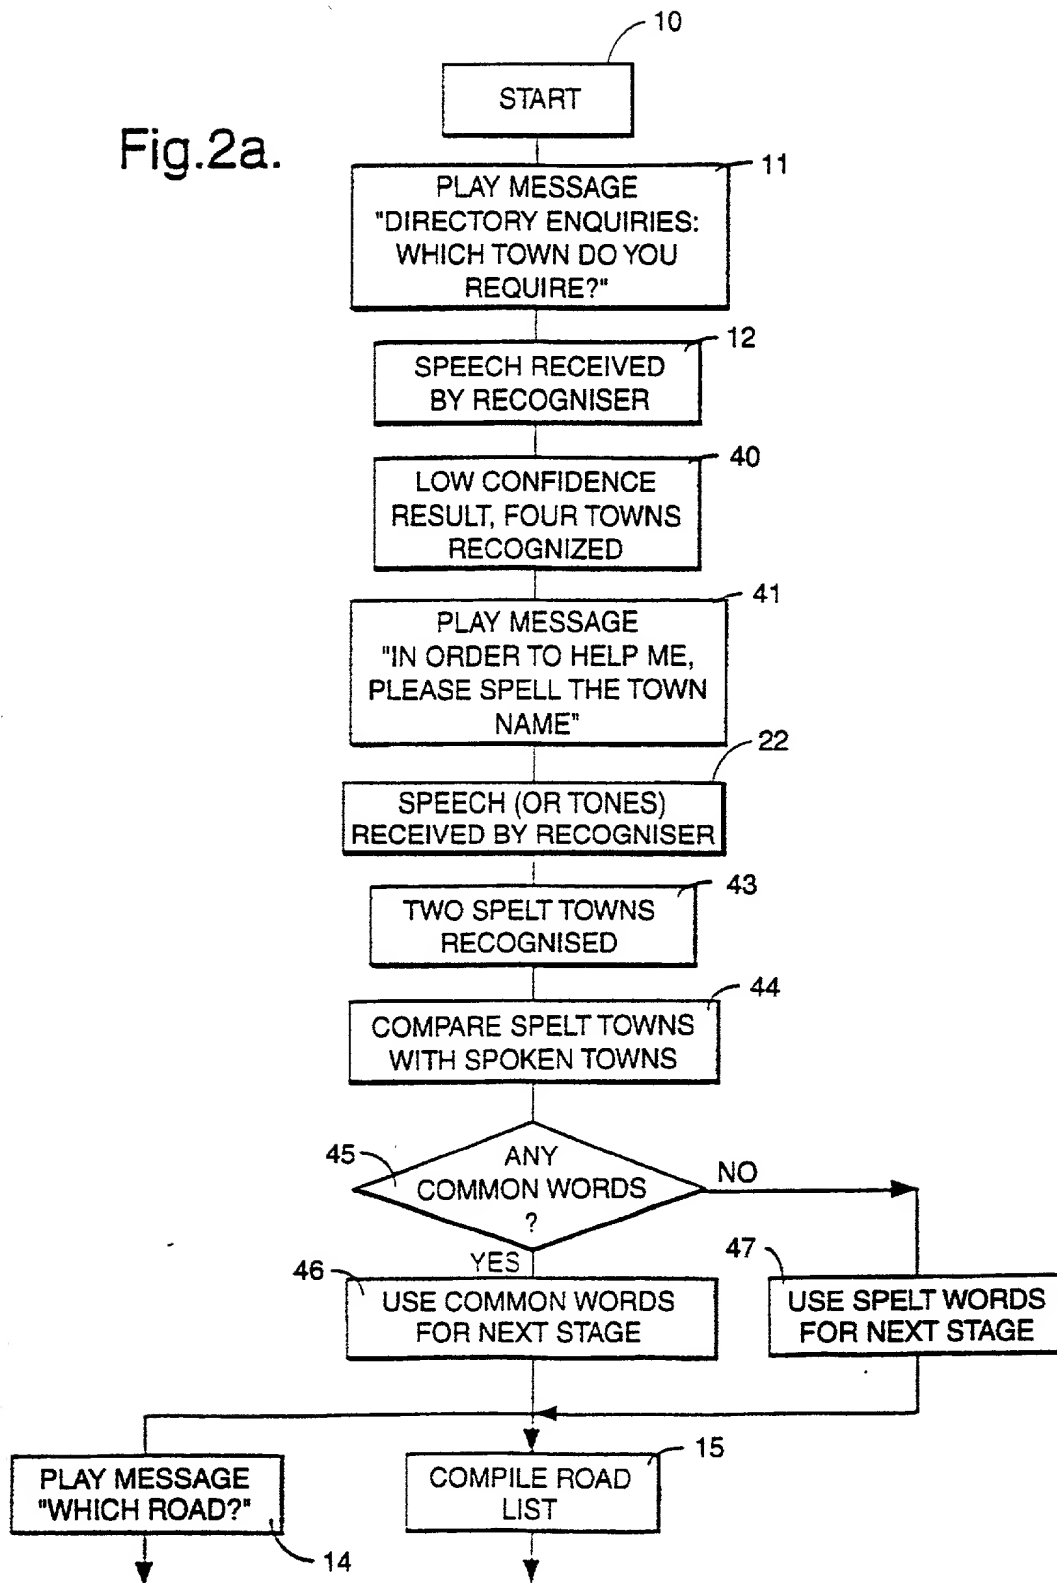 10
START
Fig.2a.
11
PLAY MESSAGE
"DIRECTORY ENQUIRIES:
WHICH TOWN DO YOU
REQUIRE?"
12
SPEECH RECEIVED
BY RECOGNISER
40
LOW CONFIDENCE
RESULT, FOUR TOWNS
RECOGNIZED
41
PLAY MESSAGE
"IN ORDER TO HELP ME,
PLEASE SPELL THE TOWN
NAME"
22
SPEECH (OR TONES)
RECEIVED BY RECOGNISER
43
TWO SPELT TOWNS
RECOGNISED
44
COMPARE SPELT TOWNS
WITH SPOKEN TOWNS
45
ANY
COMMON WORDS
?
NO
YES
46
USE COMMON WORDS
FOR NEXT STAGE
47
USE SPELT WORDS
FOR NEXT STAGE
PLAY MESSAGE
"WHICH ROAD?"
14
15
COMPILE ROAD
LIST